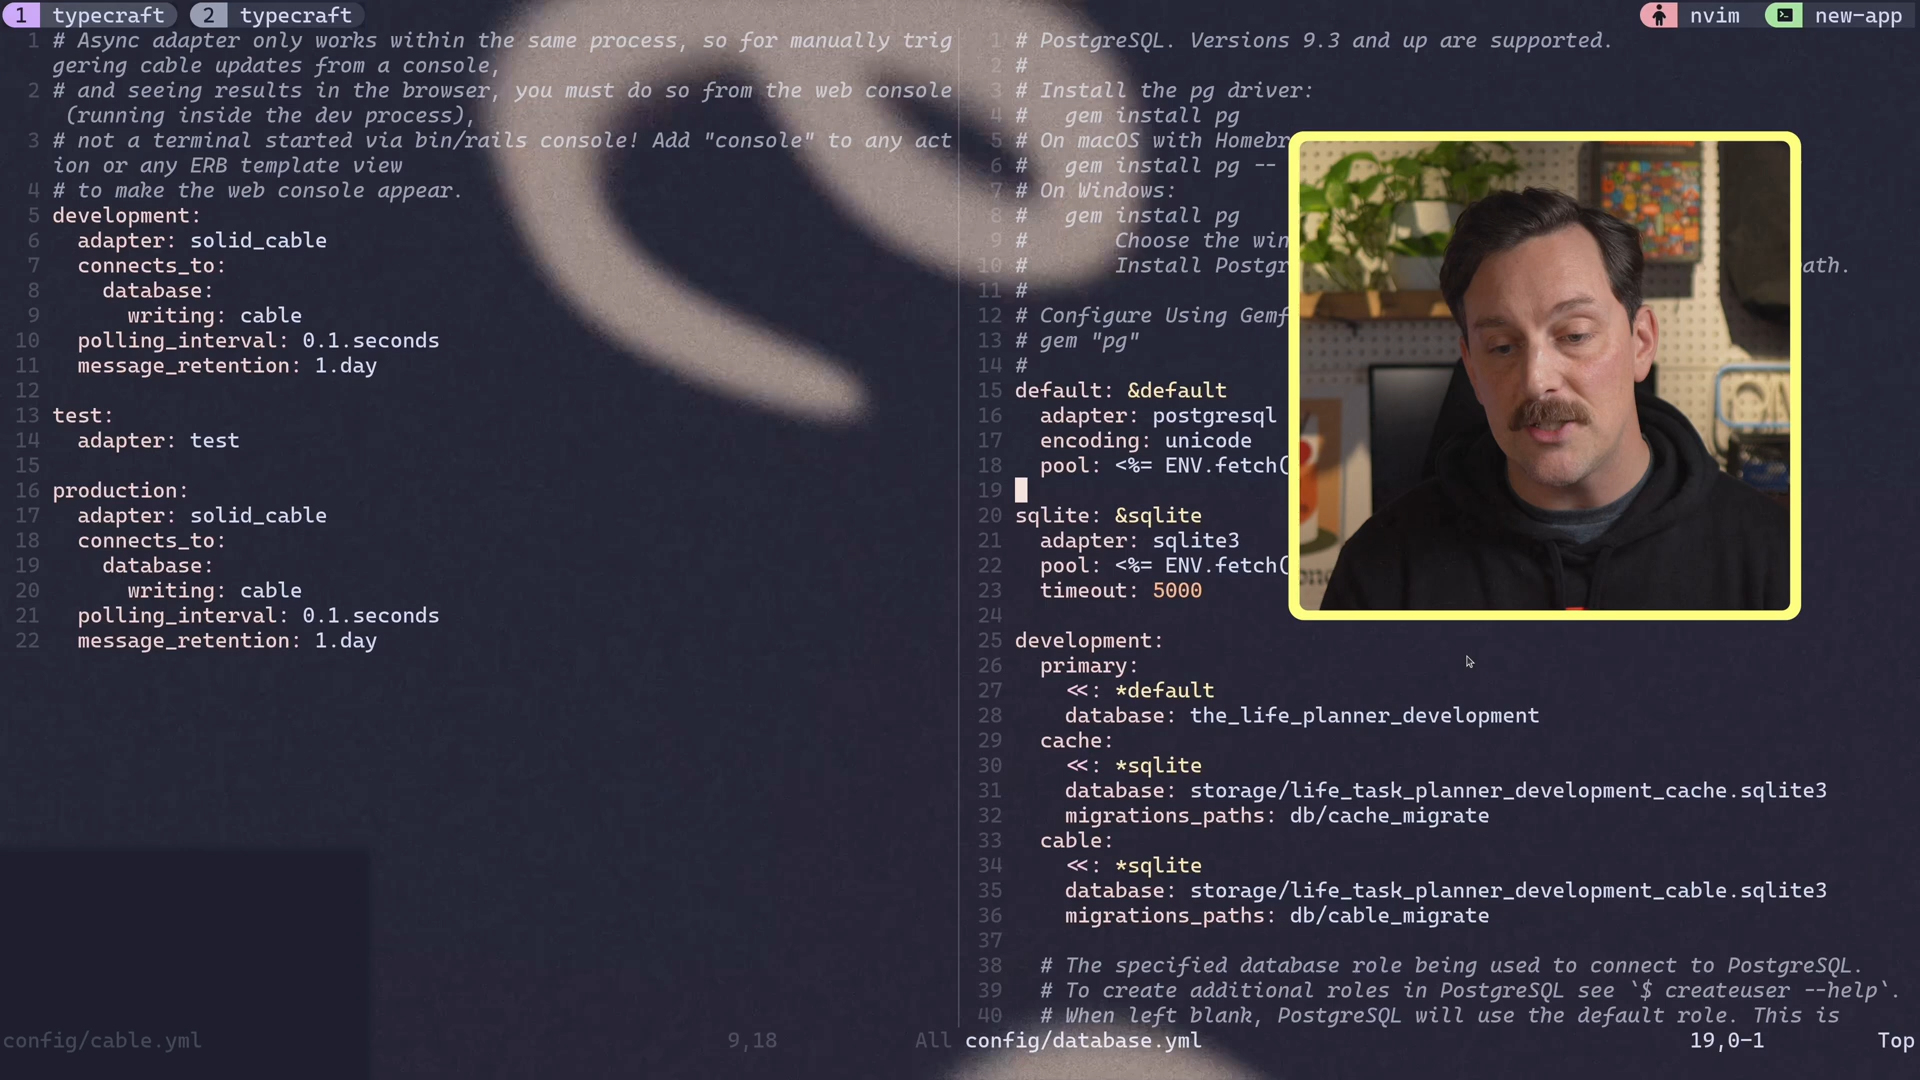 1 typecraft 2 typecraft nvim new-app
1 # Async adapter only works within the same process, so for manually trig
gering cable updates from a console,
2 # and seeing results in the browser, you must do so from the web console
(running inside the dev process),
3 # not a terminal started via bin/rails console! Add "console" to any act
ion or any ERB template view
4 # to make the web console appear.
5 development:
6 adapter: solid_cable
7 connects_to:
8 database:
9 writing: cable
10 polling_interval: 0.1.seconds
11 message_retention: 1.day
12
13 test:
14 adapter: test
15
16 production:
17 adapter: solid_cable
18 connects_to:
19 database:
20 writing: cable
21 polling_interval: 0.1.seconds
22 message_retention: 1.day
config/cable.yml 9,18 All
1 # PostgreSQL. Versions 9.3 and up are supported.
2 #
3 # Install the pg driver:
4 # gem install pg
5 # On macOS with Homebr
6 # gem install pg --
7 # On Windows:
8 # gem install pg
9 # Choose the win
10 # Install Postgr ath.
11 #
12 # Configure Using Gemf
13 # gem "pg"
14 #
15 default: &default
16 adapter: postgresql
17 encoding: unicode
18 pool: <%= ENV.fetch(
19
20 sqlite: &sqlite
21 adapter: sqlite3
22 pool: <%= ENV.fetch(
23 timeout: 5000
24
25 development:
26 primary:
27 <<: *default
28 database: the_life_planner_development
29 cache:
30 <<: *sqlite
31 database: storage/life_task_planner_development_cache.sqlite3
32 migrations_paths: db/cache_migrate
33 cable:
34 <<: *sqlite
35 database: storage/life_task_planner_development_cable.sqlite3
36 migrations_paths: db/cable_migrate
37
38 # The specified database role being used to connect to PostgreSQL.
39 # To create additional roles in PostgreSQL see `$ createuser --help`.
40 # When left blank, PostgreSQL will use the default role. This is
config/database.yml 19,0-1 Top